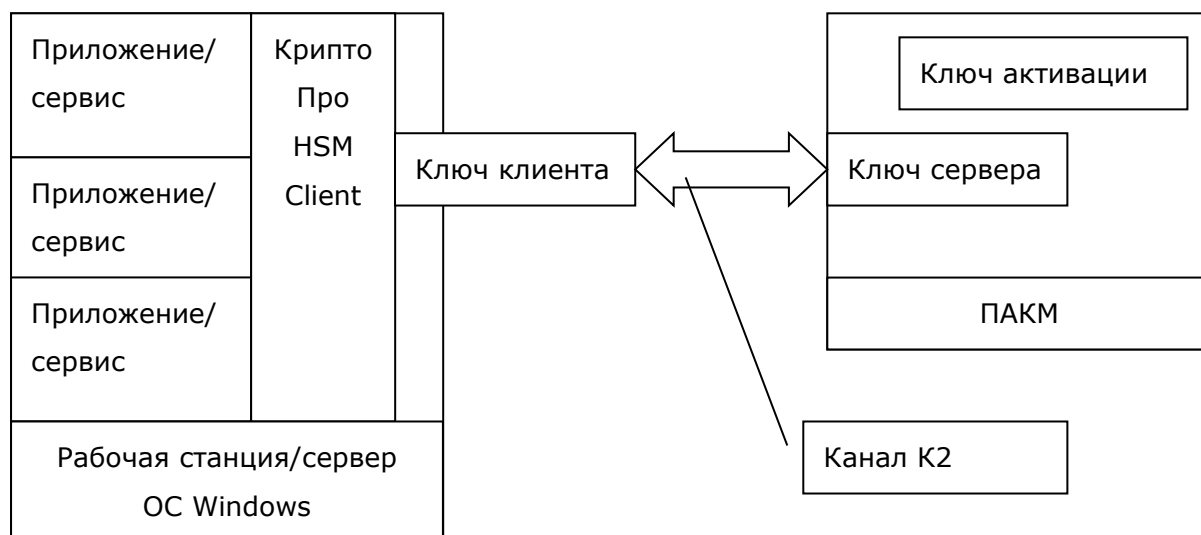 Приложение/
сервис
Приложение/
сервис
Приложение/
сервис
Крипто
Про
HSM
Client
Рабочая станция/сервер
ОС Windows
Ключ клиента
Ключ активации
Ключ сервера
ПАКМ
Канал К2